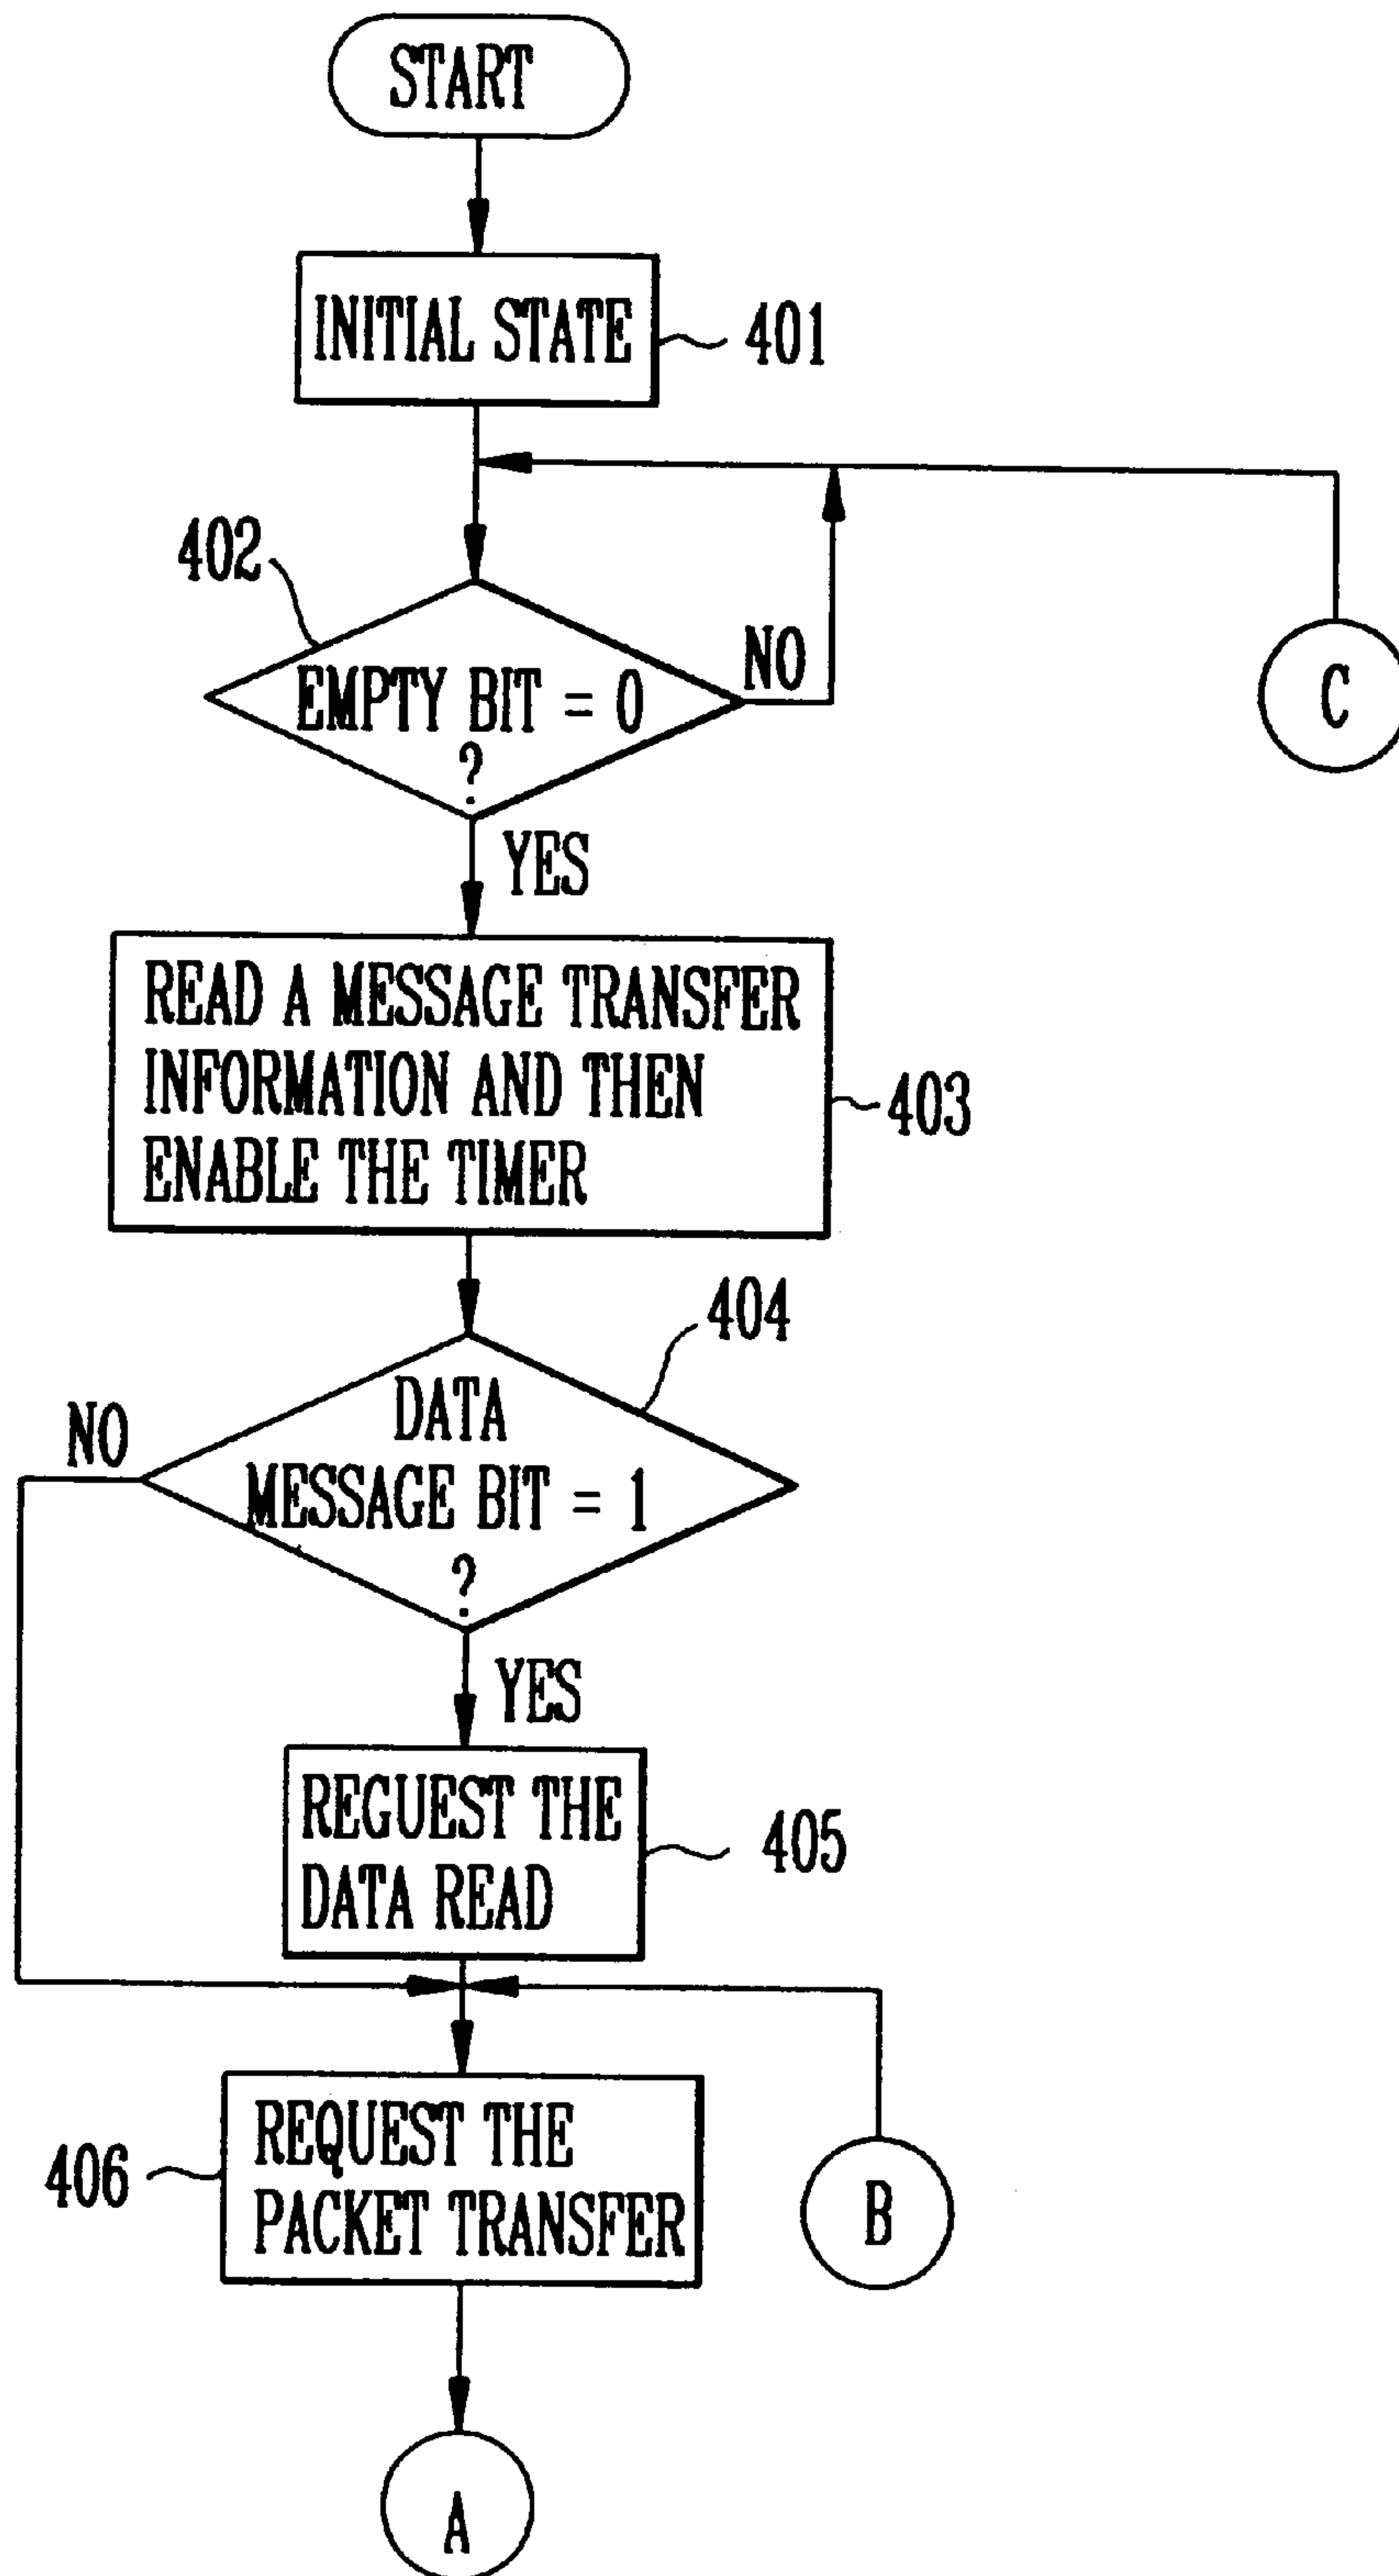 START
INITIAL STATE
401
402
EMPTY BIT = 0
?
NO
C
YES
READ A MESSAGE TRANSFER
INFORMATION AND THEN
ENABLE THE TIMER
403
404
NO
DATA
MESSAGE BIT = 1
?
YES
REGUEST THE
DATA READ
405
406
REQUEST THE
PACKET TRANSFER
B
A